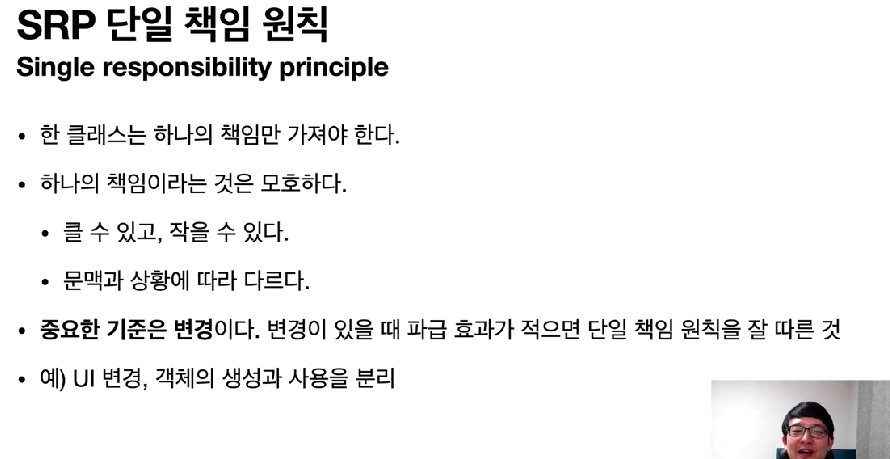 SRP 단일 책임 원칙
Single responsibility principle
• 한 클래스는 하나의 책임만 가져야 한다.
• 하나의 책임이라는 것은 모호하다.
• 클 수 있고, 작을 수 있다.
• 문맥과 상황에 따라 다르다.
• 중요한 기준은 변경이다. 변경이 있을 때 파급 효과가 적으면 단일 책임 원칙을 잘 따른 것
• 예) UI 변경, 객체의 생성과 사용을 분리